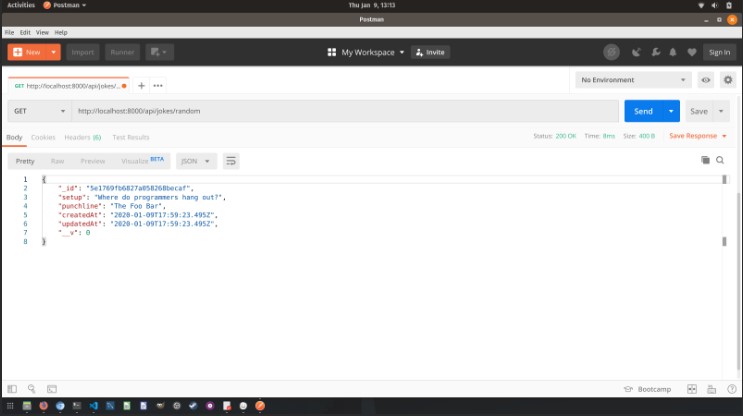 Activities Postman Thu Jan 9, 13:13
Postman
File Edit View Help
New Import Runner My Workspace Invite Sign In
GET http://localhost:8000/api/jokes/... No Environment
GET http://localhost:8000/api/jokes/random Send Save
Body Cookies Headers (6) Test Results Status: 200 OK Time: 8ms Size: 400 B Save Response
Pretty Raw Preview Visualize BETA JSON
1 {
2 "_id": "5e1769fb6827a058268becaf",
3 "setup": "Where do programmers hang out?",
4 "punchline": "The Foo Bar",
5 "createdAt": "2020-01-09T17:59:23.495Z",
6 "updatedAt": "2020-01-09T17:59:23.495Z",
7 "__v": 0
8 }
Bootcamp